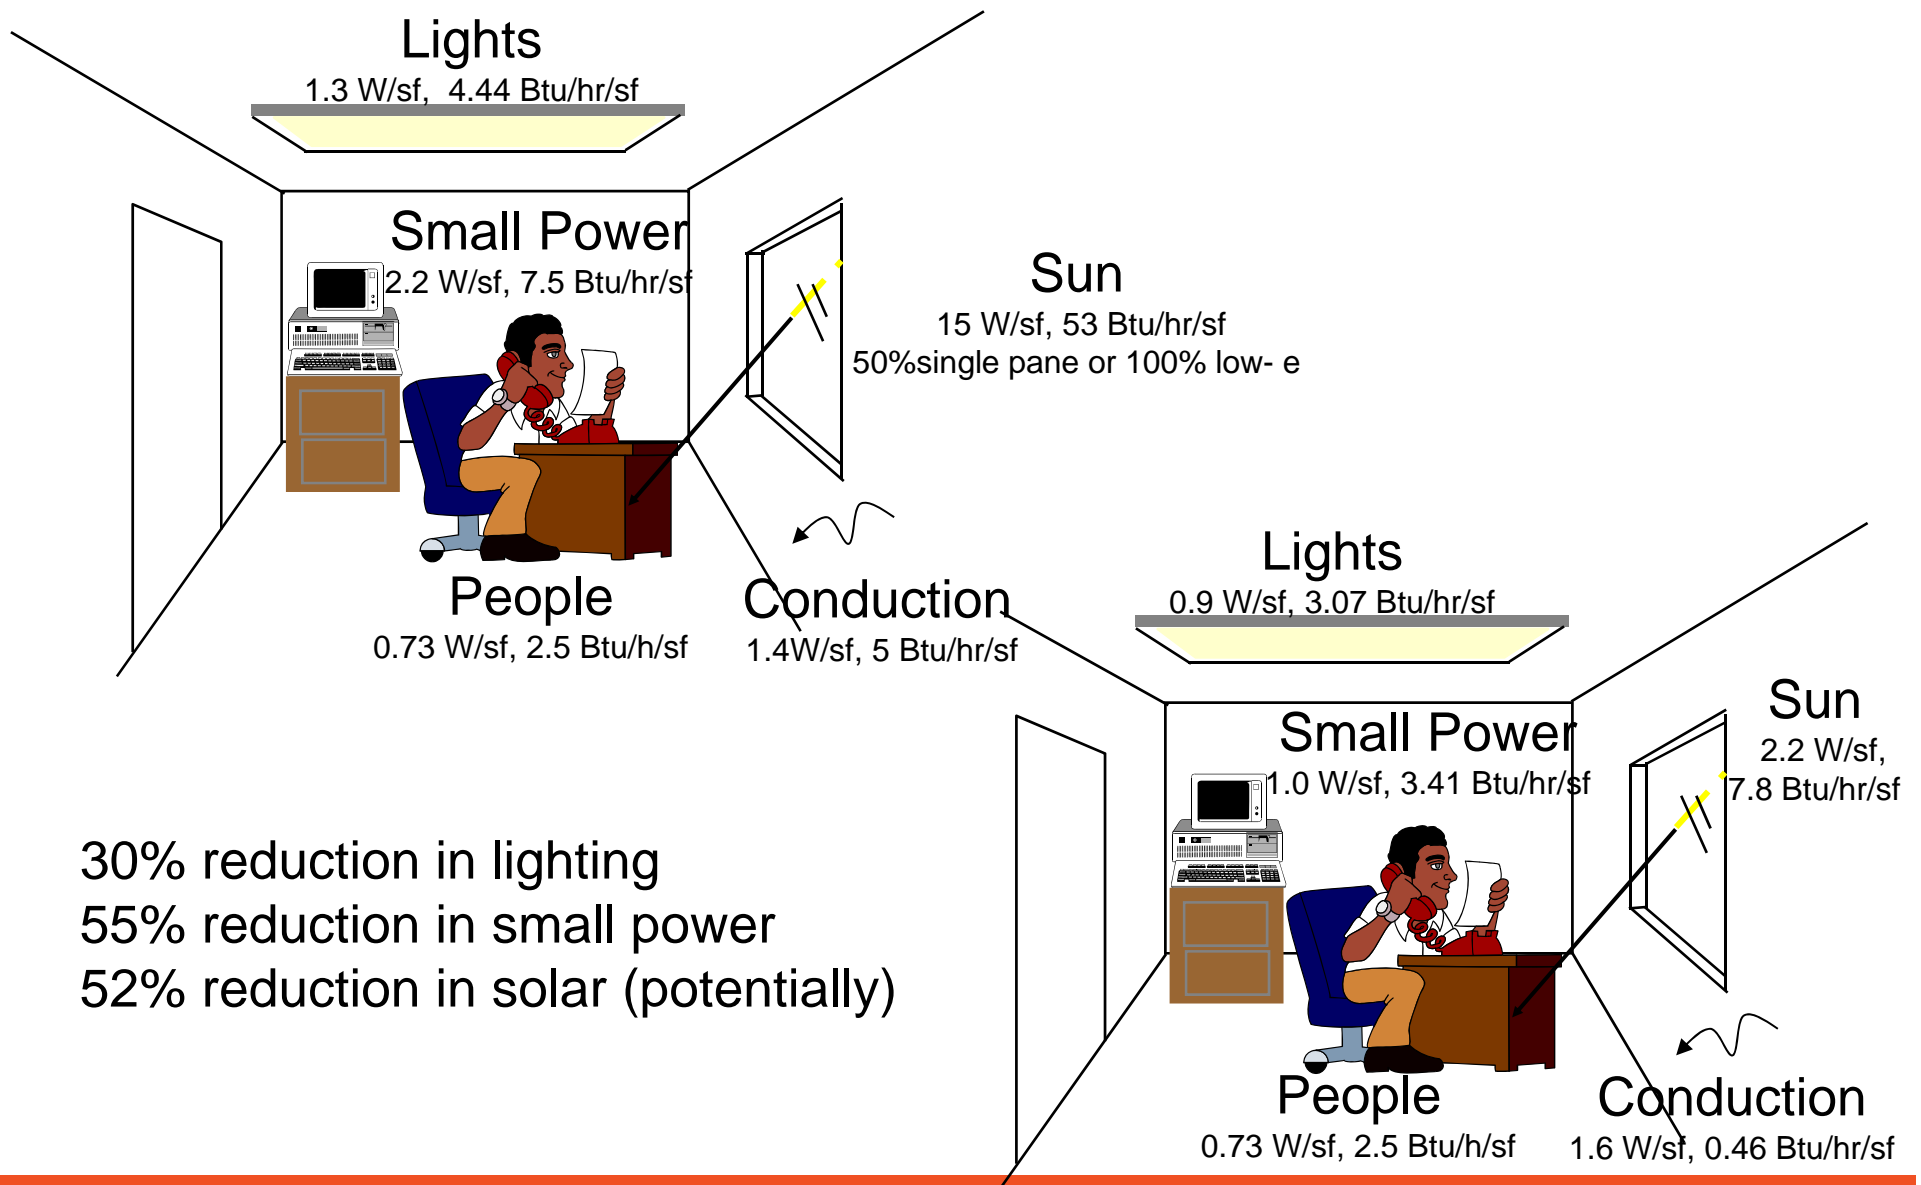 Lights
1.3 W/sf, 4.44 Btu/hr/sf
Small Power
2.2 W/sf, 7.5 Btu/hr/sf
Sun
15 W/sf, 53 Btu/hr/sf
50%single pane or 100% low- e
People
0.73 W/sf, 2.5 Btu/h/sf
Conduction
1.4W/sf, 5 Btu/hr/sf
Lights
0.9 W/sf, 3.07 Btu/hr/sf
Small Power
1.0 W/sf, 3.41 Btu/hr/sf
Sun
2.2 W/sf,
7.8 Btu/hr/sf
People
0.73 W/sf, 2.5 Btu/h/sf
Conduction
1.6 W/sf, 0.46 Btu/hr/sf
30% reduction in lighting
55% reduction in small power
52% reduction in solar (potentially)